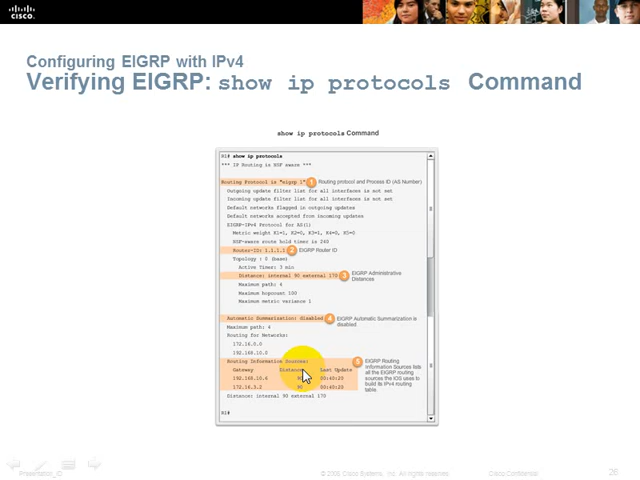 CISCO
Configuring EIGRP with IPv4
Verifying EIGRP: show ip protocols Command
show ip protocols Command
R1# show ip protocols
*** IP Routing is NSF aware ***
Routing Protocol is "eigrp 1" 1 Routing protocol and Process ID (AS Number)
Outgoing update filter list for all interfaces is not set
Incoming update filter list for all interfaces is not set
Default networks flagged in outgoing updates
Default networks accepted from incoming updates
EIGRP-IPv4 Protocol for AS(1)
Metric weight K1=1, K2=0, K3=1, K4=0, K5=0
NSF-aware route hold timer is 240
Router-ID: 1.1.1.1 2 EIGRP Router ID
Topology : 0 (base)
Active Timer: 3 min
Distance: internal 90 external 170 3 EIGRP Administrative
Distances
Maximum path: 4
Maximum hopcount 100
Maximum metric variance 1
Automatic Summarization: disabled 4 EIGRP Automatic Summarization is
disabled
Maximum path: 4
Routing for Networks:
172.16.0.0
192.168.10.0
Routing Information Sources: 5 EIGRP Routing
Information Sources lists
all the EIGRP routing
sources the IOS uses to
build its IPv4 routing
table.
Gateway Distance Last Update
192.168.10.6 90 00:40:20
172.16.3.2 90 00:40:20
Distance: internal 90 external 170
R1#
Presentation_ID
Cisco Systems, Inc. All rights reserved.
Cisco Confidential
26